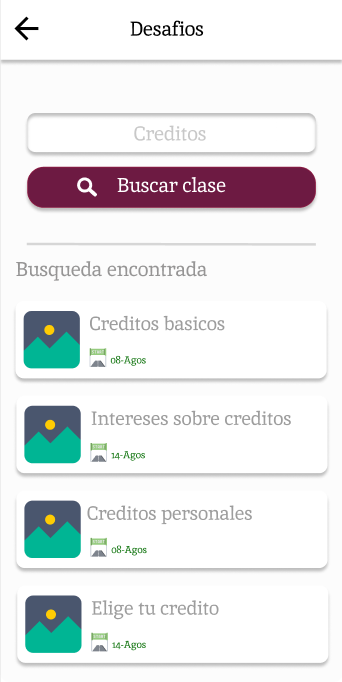 Desafios
Creditos
Buscar clase
Busqueda encontrada
Creditos basicos
08-Agos
Intereses sobre creditos
14-Agos
Creditos personales
08-Agos
Elige tu credito
14-Agos